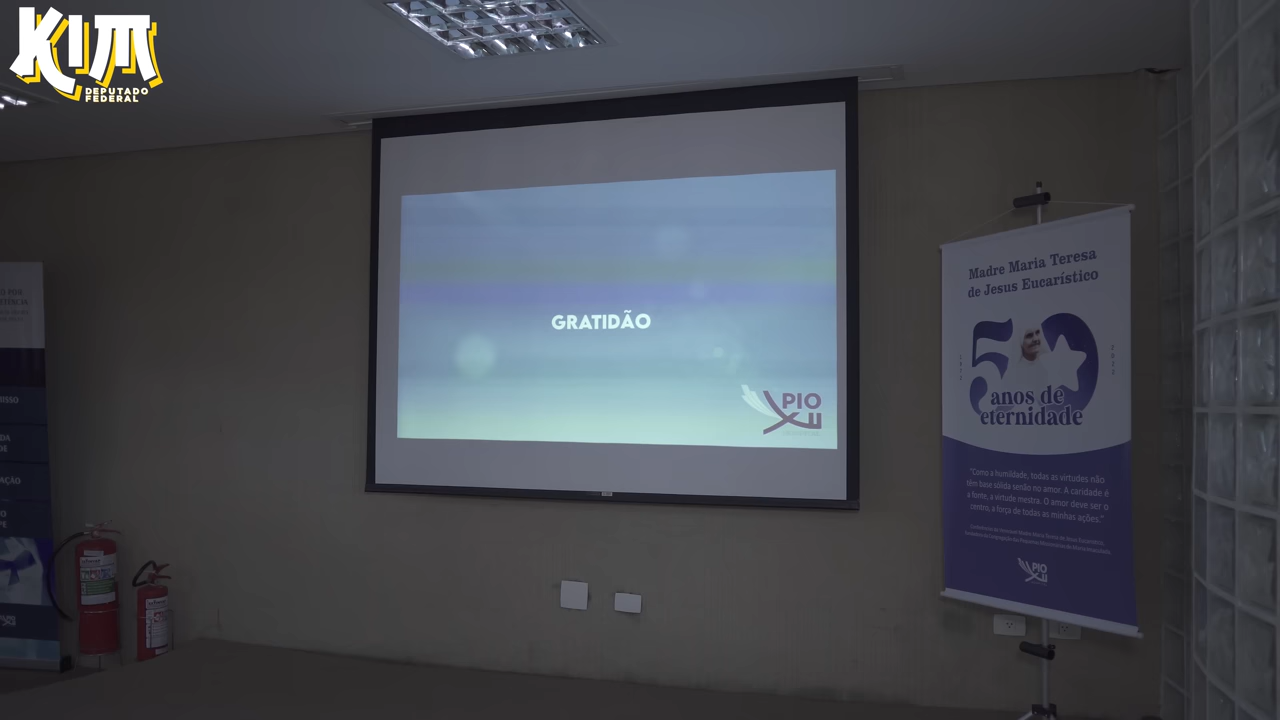 KIM
DEPUTADO
FEDERAL
GRATIDÃO
PIO
XII
Madre Maria Teresa
de Jesus Eucarístico
50
anos de
eternidade
"Como a humildade, todas as virtudes não
têm base sólida senão no amor. A caridade é
a fonte, a virtude mestra. O amor deve ser o
centro, a força de todas as minhas ações."
PIO
XII